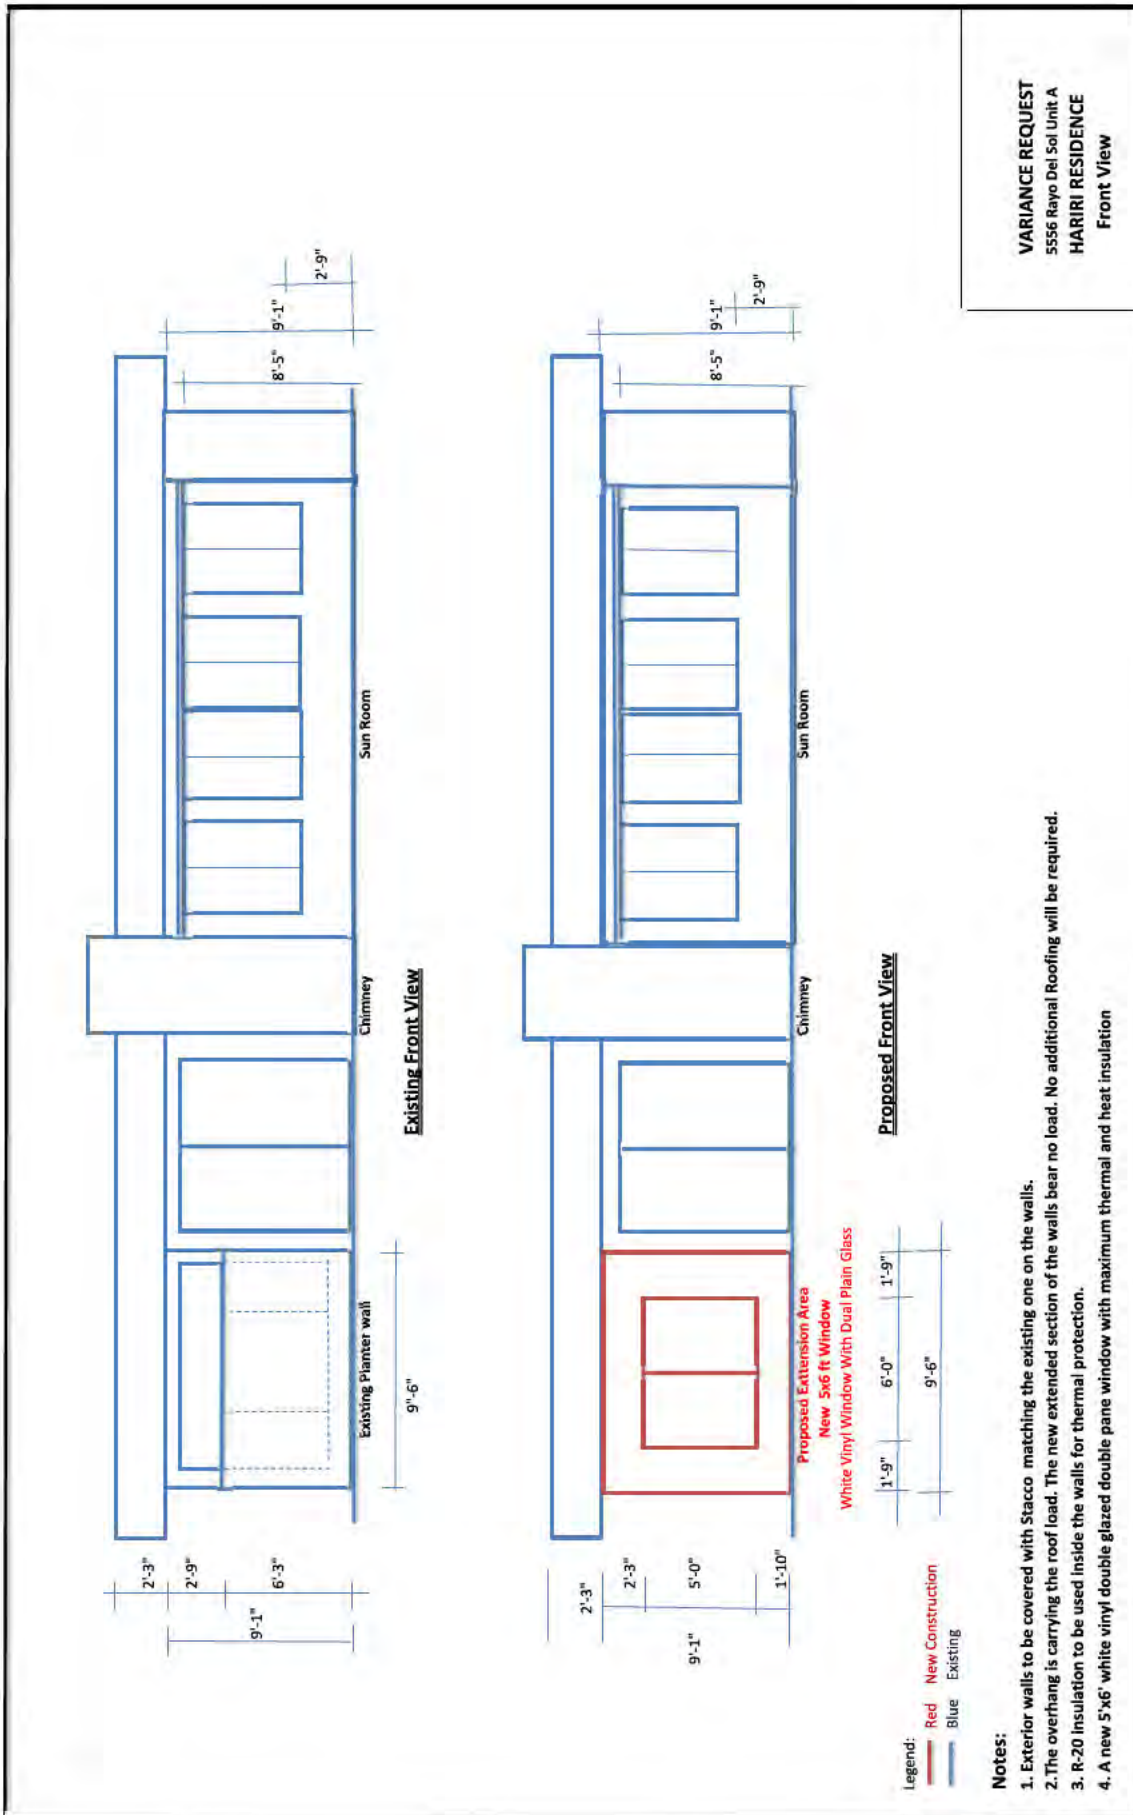 2'-3"
2'-9"
6'-3"
9'-1"
9'-1"
8'-5"
2'-9"
Existing Planter wall
Chimney
Sun Room
9"-6"
Existing Front View
2'-3"
2'-3"
5'-0"
1'-10"
9'-1"
9'-1"
8'-5"
2'-9"
Proposed Exttension Area
New 5x6 ft Window
White Vinyl Window With Dual Plain Glass
Chimney
Sun Room
1'-9"
6'-0"
1'-9"
9'-6"
Proposed Front View
Legend:
Red New Construction
Blue Existing
Notes:
1. Exterior walls to be covered with Stacco matching the existing one on the walls.
2.The overhang is carrying the roof load. The new extended section of the walls bear no load. No additional Roofing will be required.
3. R-20 insulation to be used inside the walls for thermal protection.
4. A new 5'x6' white vinyl double glazed double pane window with maximum thermal and heat insulation
VARIANCE REQUEST
5556 Rayo Del Sol Unit A
HARIRI RESIDENCE
Front View